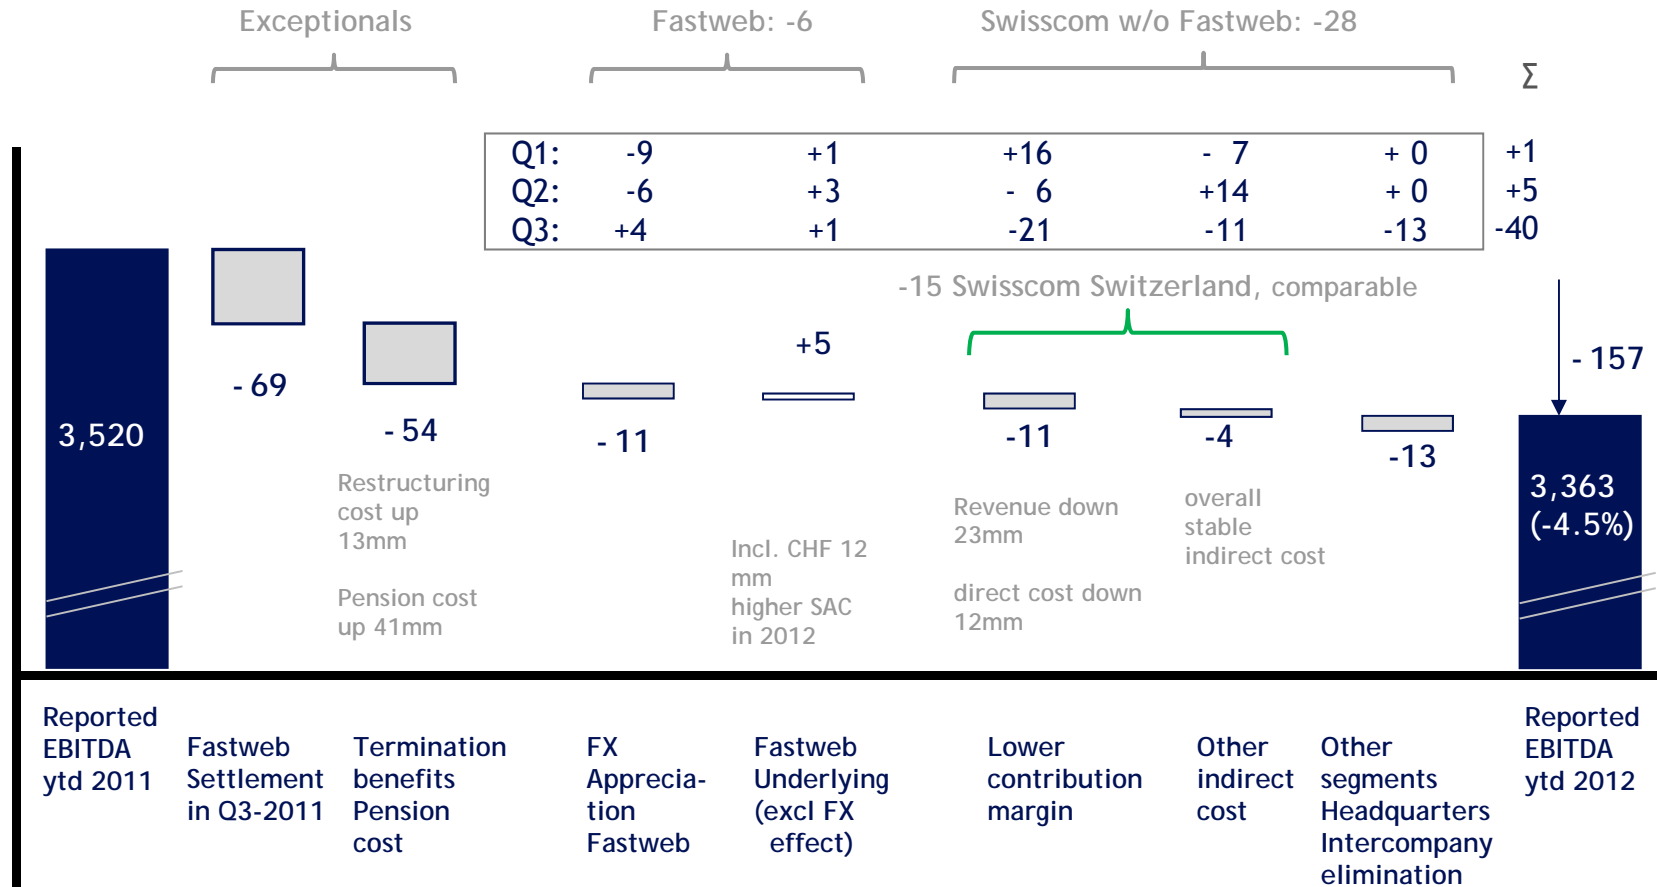 Exceptionals
Fastweb: -6
Swisscom w/o Fastweb: -28
Σ
Q1: -9 +1 +16 - 7 + 0 +1
Q2: -6 +3 - 6 +14 + 0 +5
Q3: +4 +1 -21 -11 -13 -40
-15 Swisscom Switzerland, comparable
3,520
- 69
- 54
- 11
+5
-11
-4
-13
- 157
3,363
(-4.5%)
Restructuring
cost up
13mm
Pension cost
up 41mm
Incl. CHF 12
mm
higher SAC
in 2012
Revenue down
23mm
direct cost down
12mm
overall
stable
indirect cost
Reported
EBITDA
ytd 2011
Fastweb
Settlement
in Q3-2011
Termination
benefits
Pension
cost
FX
Apprecia-
tion
Fastweb
Fastweb
Underlying
(excl FX
effect)
Lower
contribution
margin
Other
indirect
cost
Other
segments
Headquarters
Intercompany
elimination
Reported
EBITDA
ytd 2012